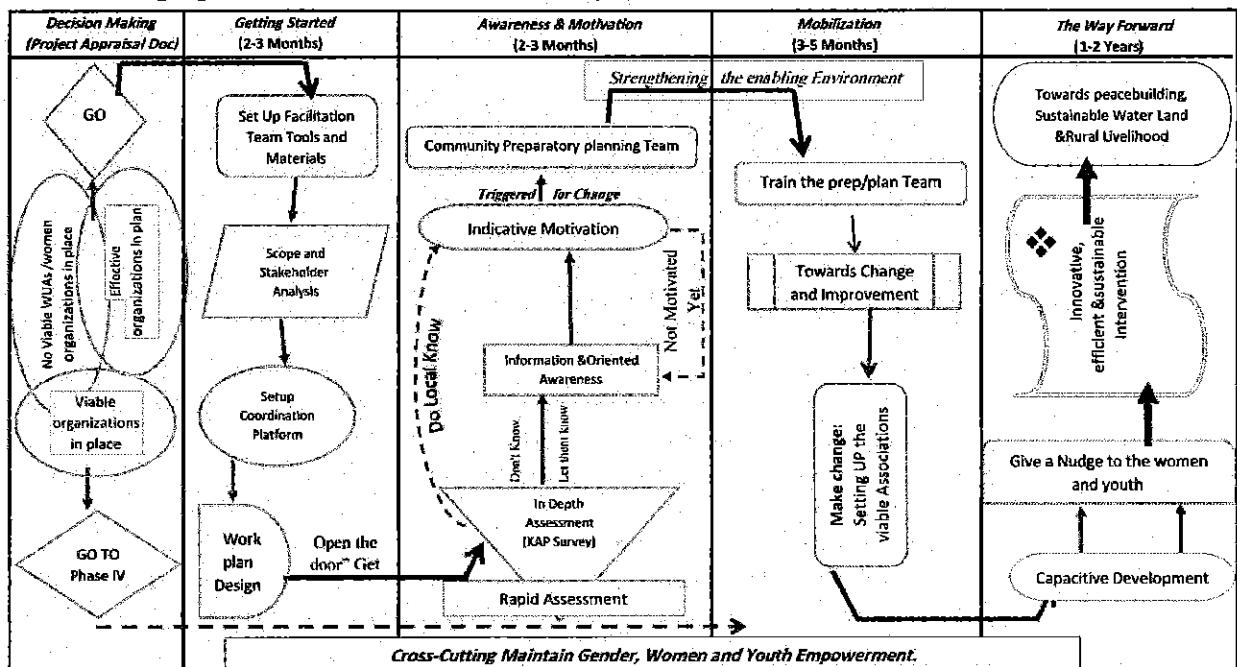 Decision Making
(Project Appraisal Doc)
Getting Started
(2-3 Months)
Awareness & Motivation
(2-3 Months)
Mobilization
(3-5 Months)
The Way Forward
(1-2 Years)
GO
No Viable WUAs /women
organizations in place
Effective
organizations in plan
Viable
organizations
in place
GO TO
Phase IV
Set Up Facilitation
Team Tools and
Materials
Scope and
Stakeholder
Analysis
Setup
Coordination
Platform
Work
plan
Design
Open the
door" Get
Strengthening the enabling Environment
Community Preparatory planning Team
Triggered for Change
Indicative Motivation
Not Motivated
Yet
Do Local Know
Information &Oriented
Awareness
Don't Know
Let them know
In Depth
Assessment
(KAP Survey)
Rapid Assessment
Train the prep/plan Team
Towards Change
and Improvement
Make change:
Setting UP the
viable Associations
Towards peacebuilding,
Sustainable Water Land
&Rural Livelihood
Innovative,
efficient &sustainable
Intervention
Give a Nudge to the women
and youth
Capacitive Development
Cross-Cutting Maintain Gender, Women and Youth Empowerment.